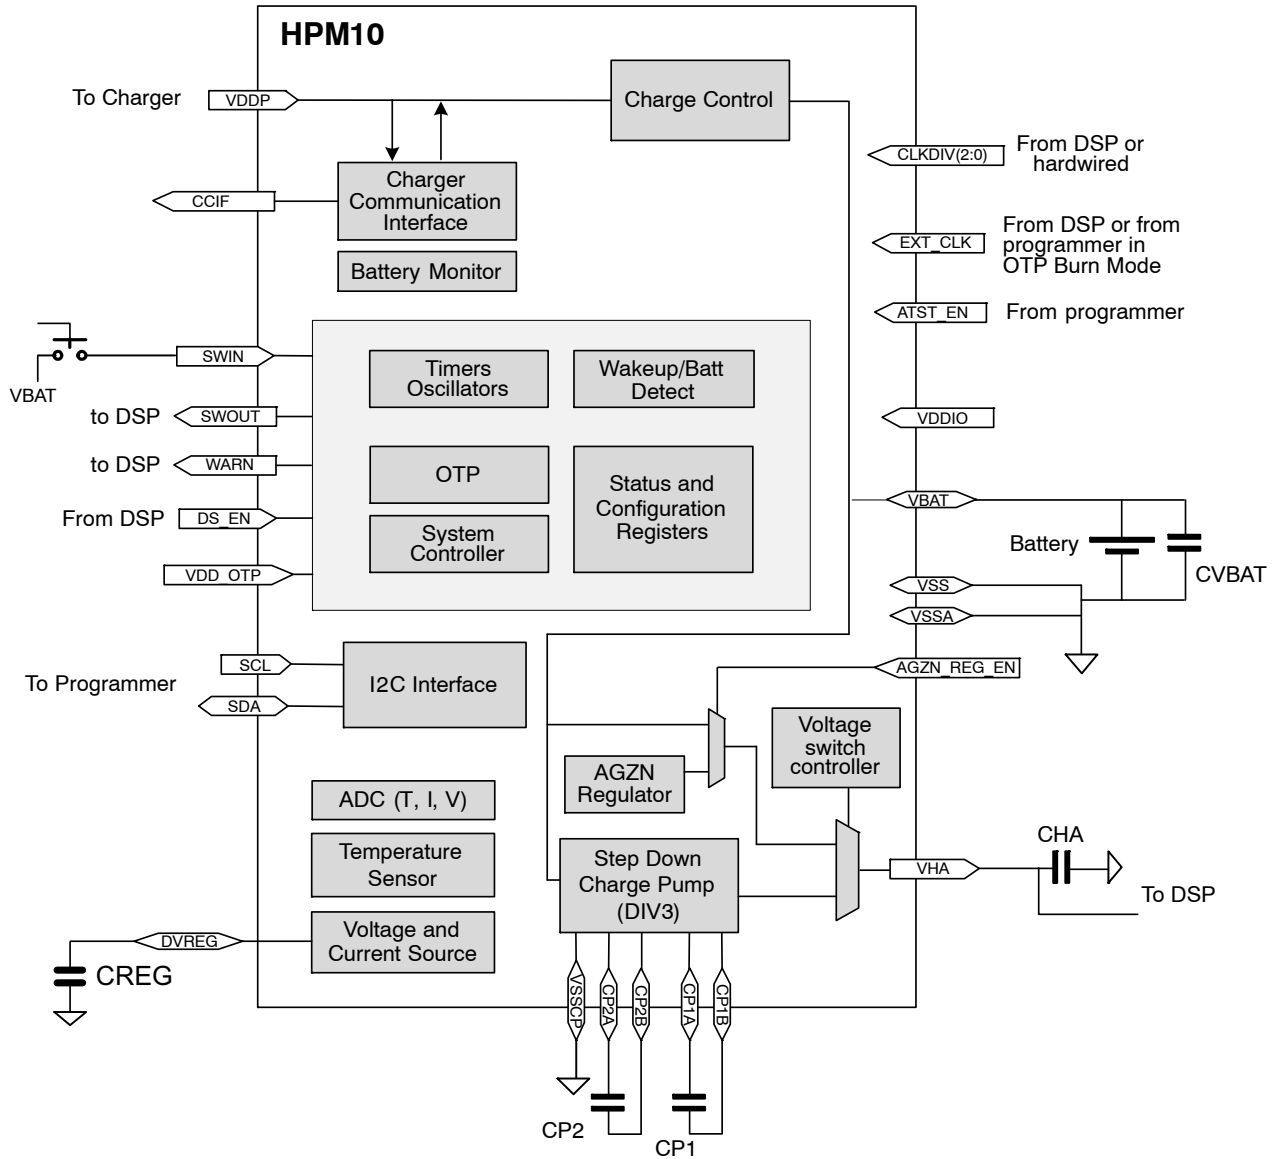 HPM10
To Charger
VDDP
Charge Control
CLKDIV(2:0)
From DSP or
hardwired
Charger
Communication
Interface
CCIF
EXT_CLK
From DSP or from
programmer in
OTP Burn Mode
Battery Monitor
ATST_EN
From programmer
SWIN
VBAT
Timers
Oscillators
Wakeup/Batt
Detect
to DSP
SWOUT
VDDIO
to DSP
WARN
OTP
Status and
Configuration
Registers
VBAT
From DSP
DS_EN
System
Controller
Battery
CVBAT
VDD_OTP
VSS
VSSA
To Programmer
SCL
SDA
I2C Interface
AGZN_REG_EN
Voltage
switch
controller
AGZN
Regulator
ADC (T, I, V)
Temperature
Sensor
Step Down
Charge Pump
(DIV3)
VHA
CHA
To DSP
Voltage and
Current Source
DVREG
CREG
VSSCP
CP2A
CP2B
CP1A
CP1B
CP2
CP1